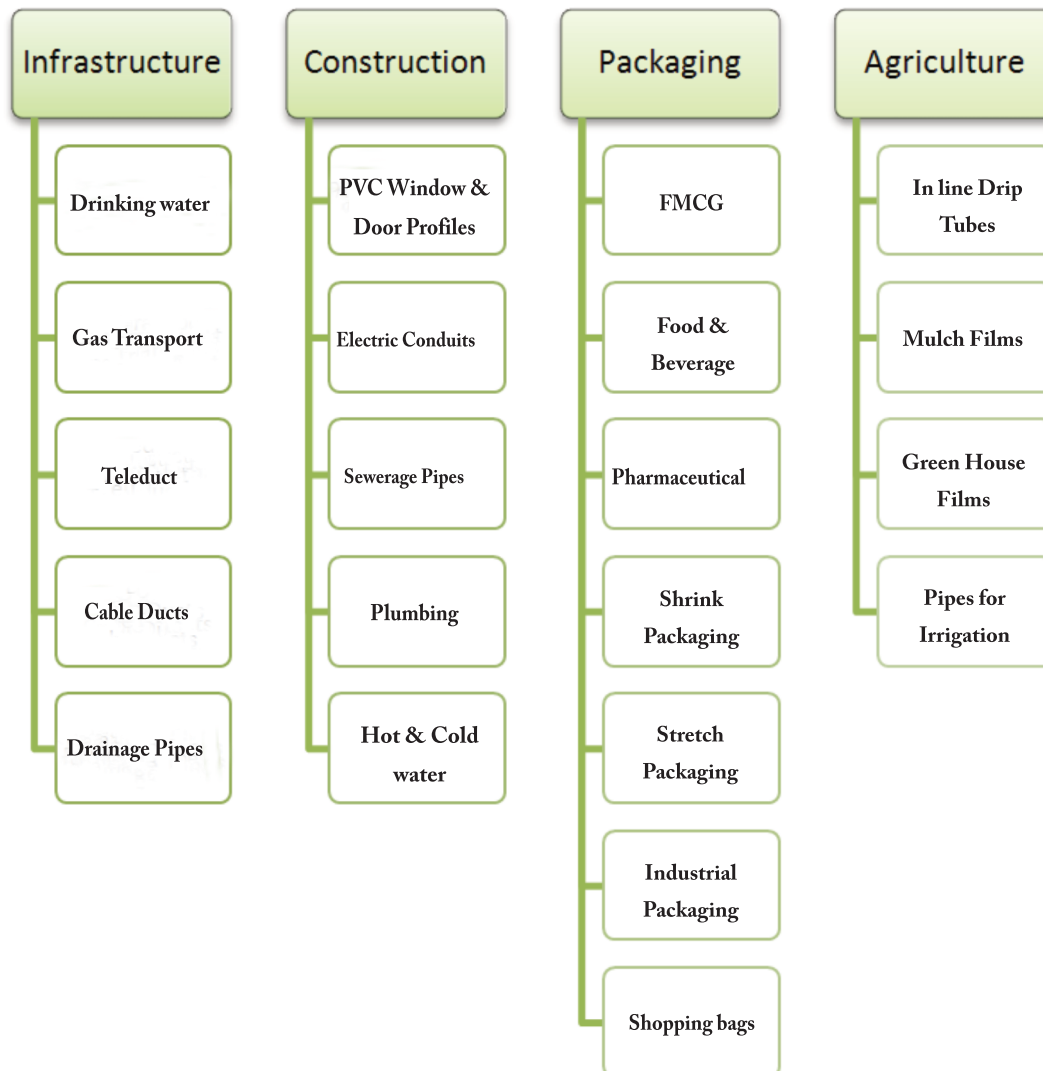 Infrastructure
Drinking water
Gas Transport
Teleduct
Cable Ducts
Drainage Pipes
Construction
PVC Window &
Door Profiles
Electric Conduits
Sewerage Pipes
Plumbing
Hot & Cold
water
Packaging
FMCG
Food &
Beverage
Pharmaceutical
Shrink
Packaging
Stretch
Packaging
Industrial
Packaging
Shopping bags
Agriculture
In line Drip
Tubes
Mulch Films
Green House
Films
Pipes for
Irrigation